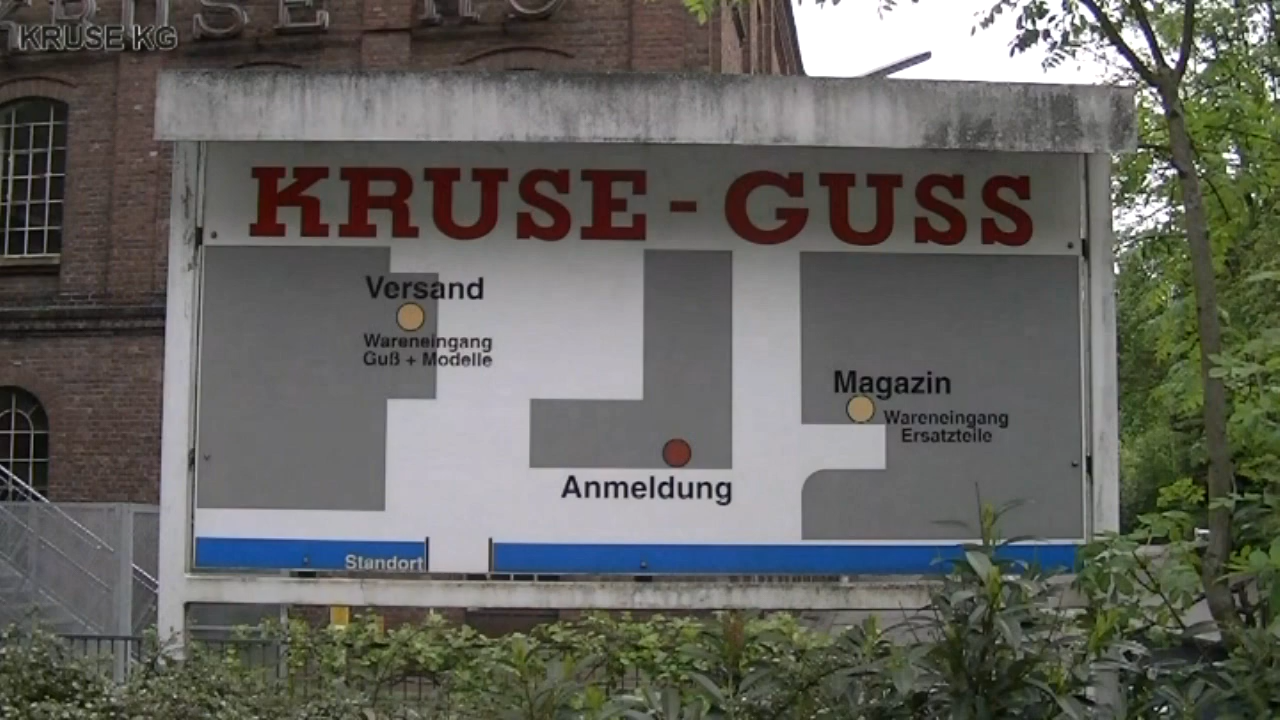 KRUSE KG
KRUSE - GUSS
Versand
Wareneingang
Guß + Modelle
Magazin
Wareneingang
Ersatzteile
Anmeldung
Standort